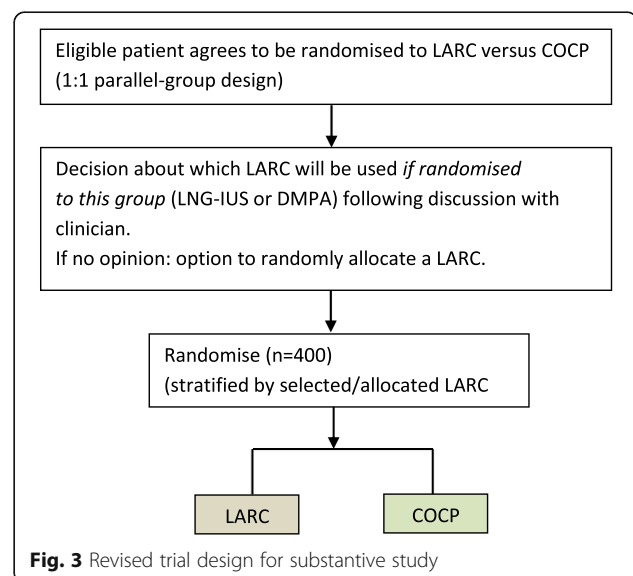 Eligible patient agrees to be randomised to LARC versus COCP
(1:1 parallel-group design)
Decision about which LARC will be used if randomised
to this group (LNG-IUS or DMPA) following discussion with
clinician.
If no opinion: option to randomly allocate a LARC.
Randomise (n=400)
(stratified by selected/allocated LARC
LARC
COCP
Fig. 3 Revised trial design for substantive study